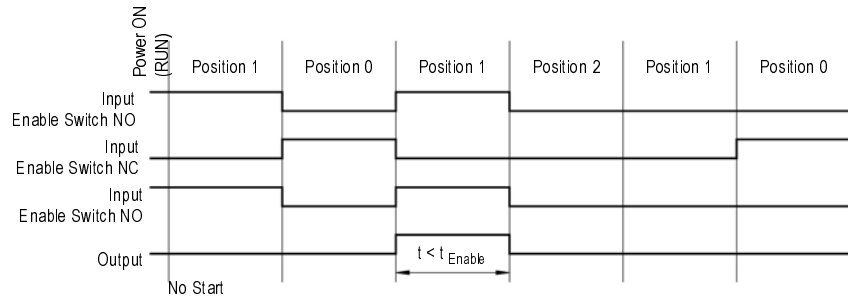 Power ON
(RUN)
Position 1 Position 0 Position 1 Position 2 Position 1 Position 0
Input
Enable Switch NO
Input
Enable Switch NC
Input
Enable Switch NO
Output
t < t Enable
No Start